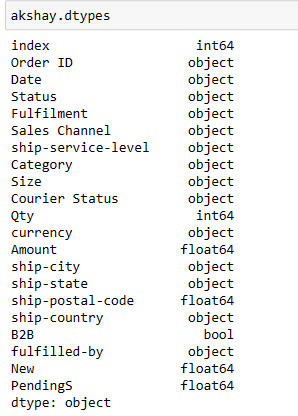 akshay.dtypes
index int64
Order ID object
Date object
Status object
Fulfilment object
Sales Channel object
ship-service-level object
Category object
Size object
Courier Status object
Qty int64
currency object
Amount float64
ship-city object
ship-state object
ship-postal-code float64
ship-country object
B2B bool
fulfilled-by object
New float64
PendingS float64
dtype: object